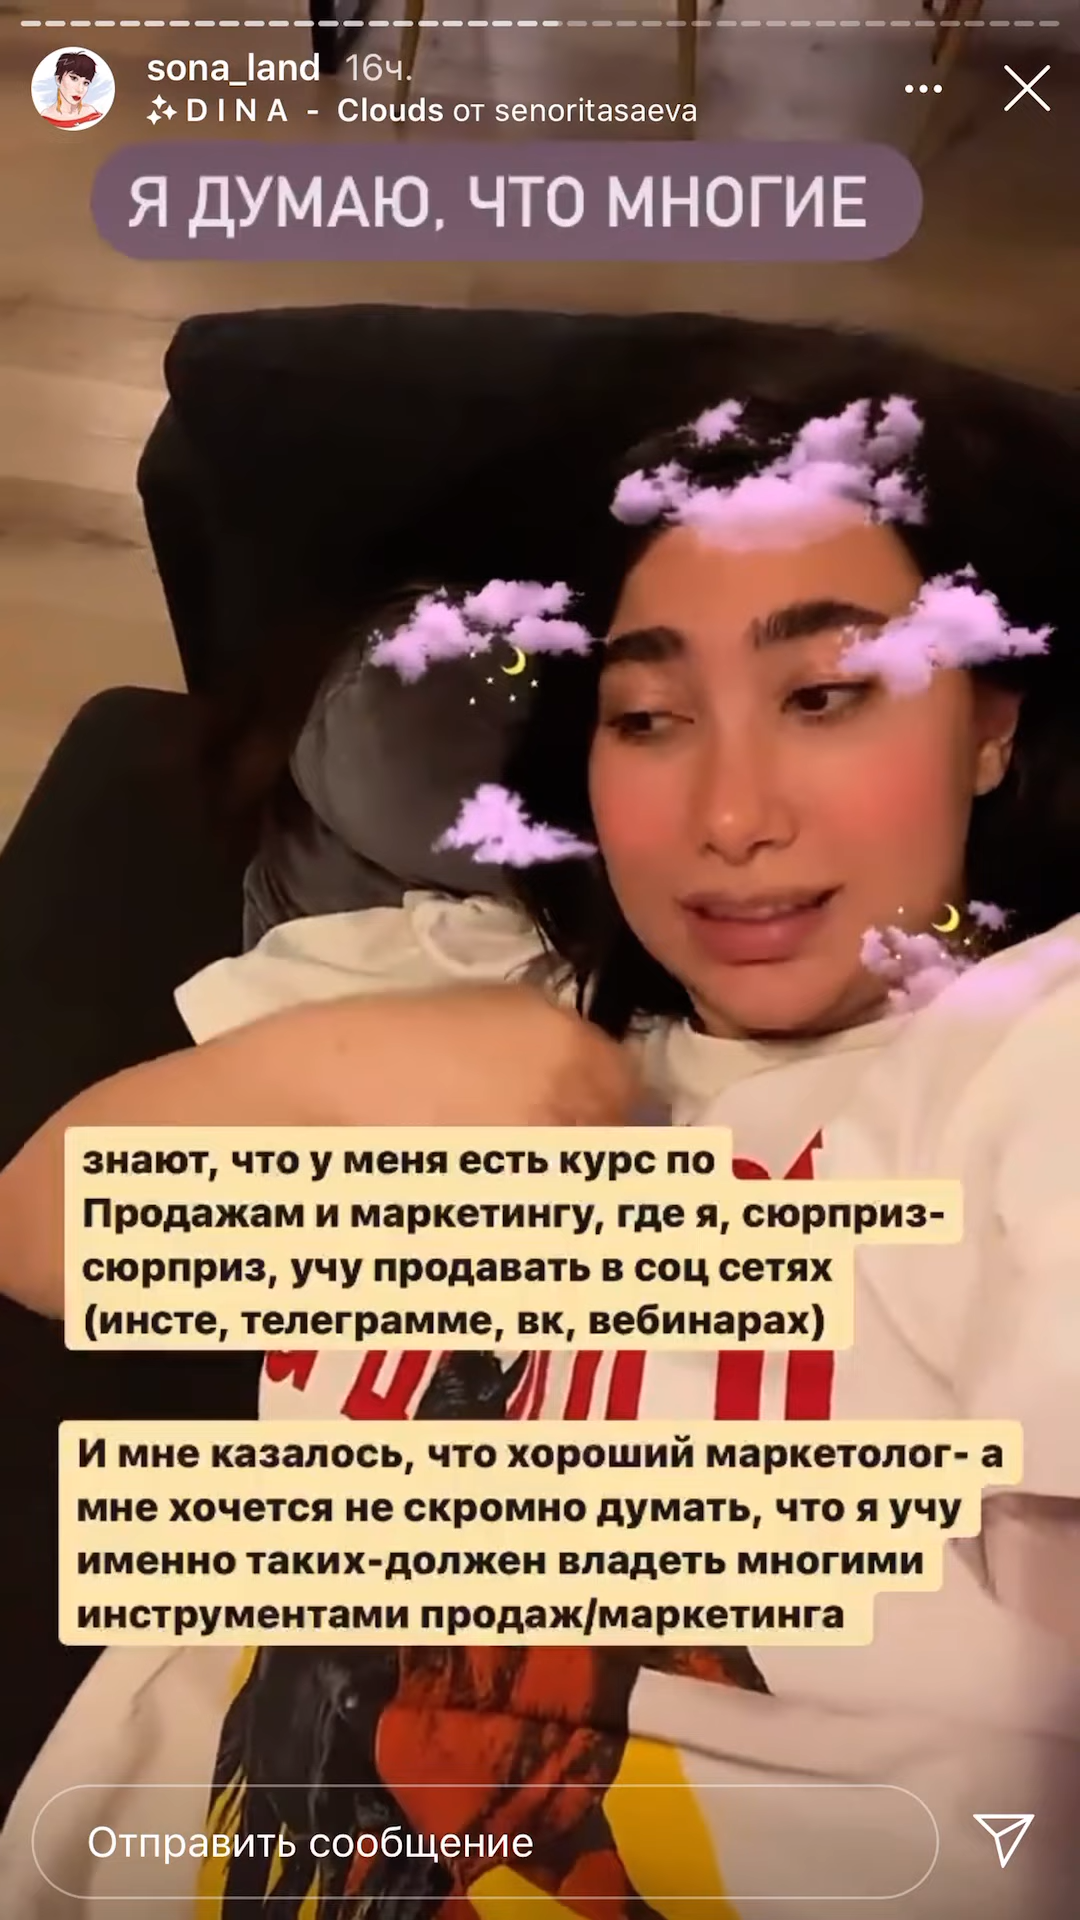 sona_land 16ч.
D I N A - Clouds от senoritasaeva
Я ДУМАЮ, ЧТО МНОГИЕ
знают, что у меня есть курс по
Продажам и маркетингу, где я, сюрприз-
сюрприз, учу продавать в соц сетях
(инсте, телеграмме, вк, вебинарах)
И мне казалось, что хороший маркетолог- а
мне хочется не скромно думать, что я учу
именно таких-должен владеть многими
инструментами продаж/маркетинга
Отправить сообщение